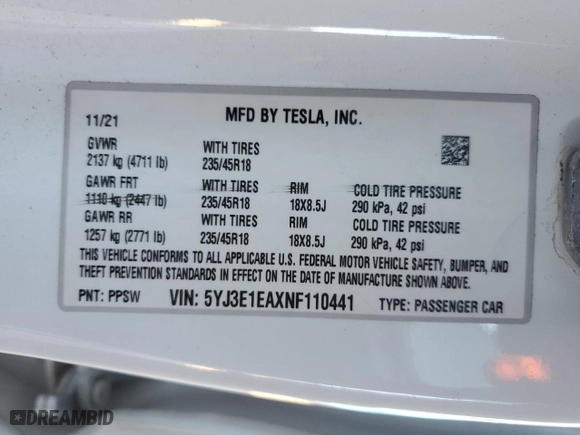 11/21 MFD BY TESLA, INC.
GVWR WITH TIRES
2137 kg (4711 lb) 235/45R18
GAWR FRT WITH TIRES RIM COLD TIRE PRESSURE
1110 kg (2447 lb) 235/45R18 18X8.5J 290 kPa, 42 psi
GAWR RR WITH TIRES RIM COLD TIRE PRESSURE
1257 kg (2771 lb) 235/45R18 18X8.5J 290 kPa, 42 psi
THIS VEHICLE CONFORMS TO ALL APPLICABLE U.S. FEDERAL MOTOR VEHICLE SAFETY, BUMPER, AND
THEFT PREVENTION STANDARDS IN EFFECT ON THE DATE OF MANUFACTURE SHOWN ABOVE.
PNT: PPSW VIN: 5YJ3E1EAXNF110441 TYPE: PASSENGER CAR
DREAMBID